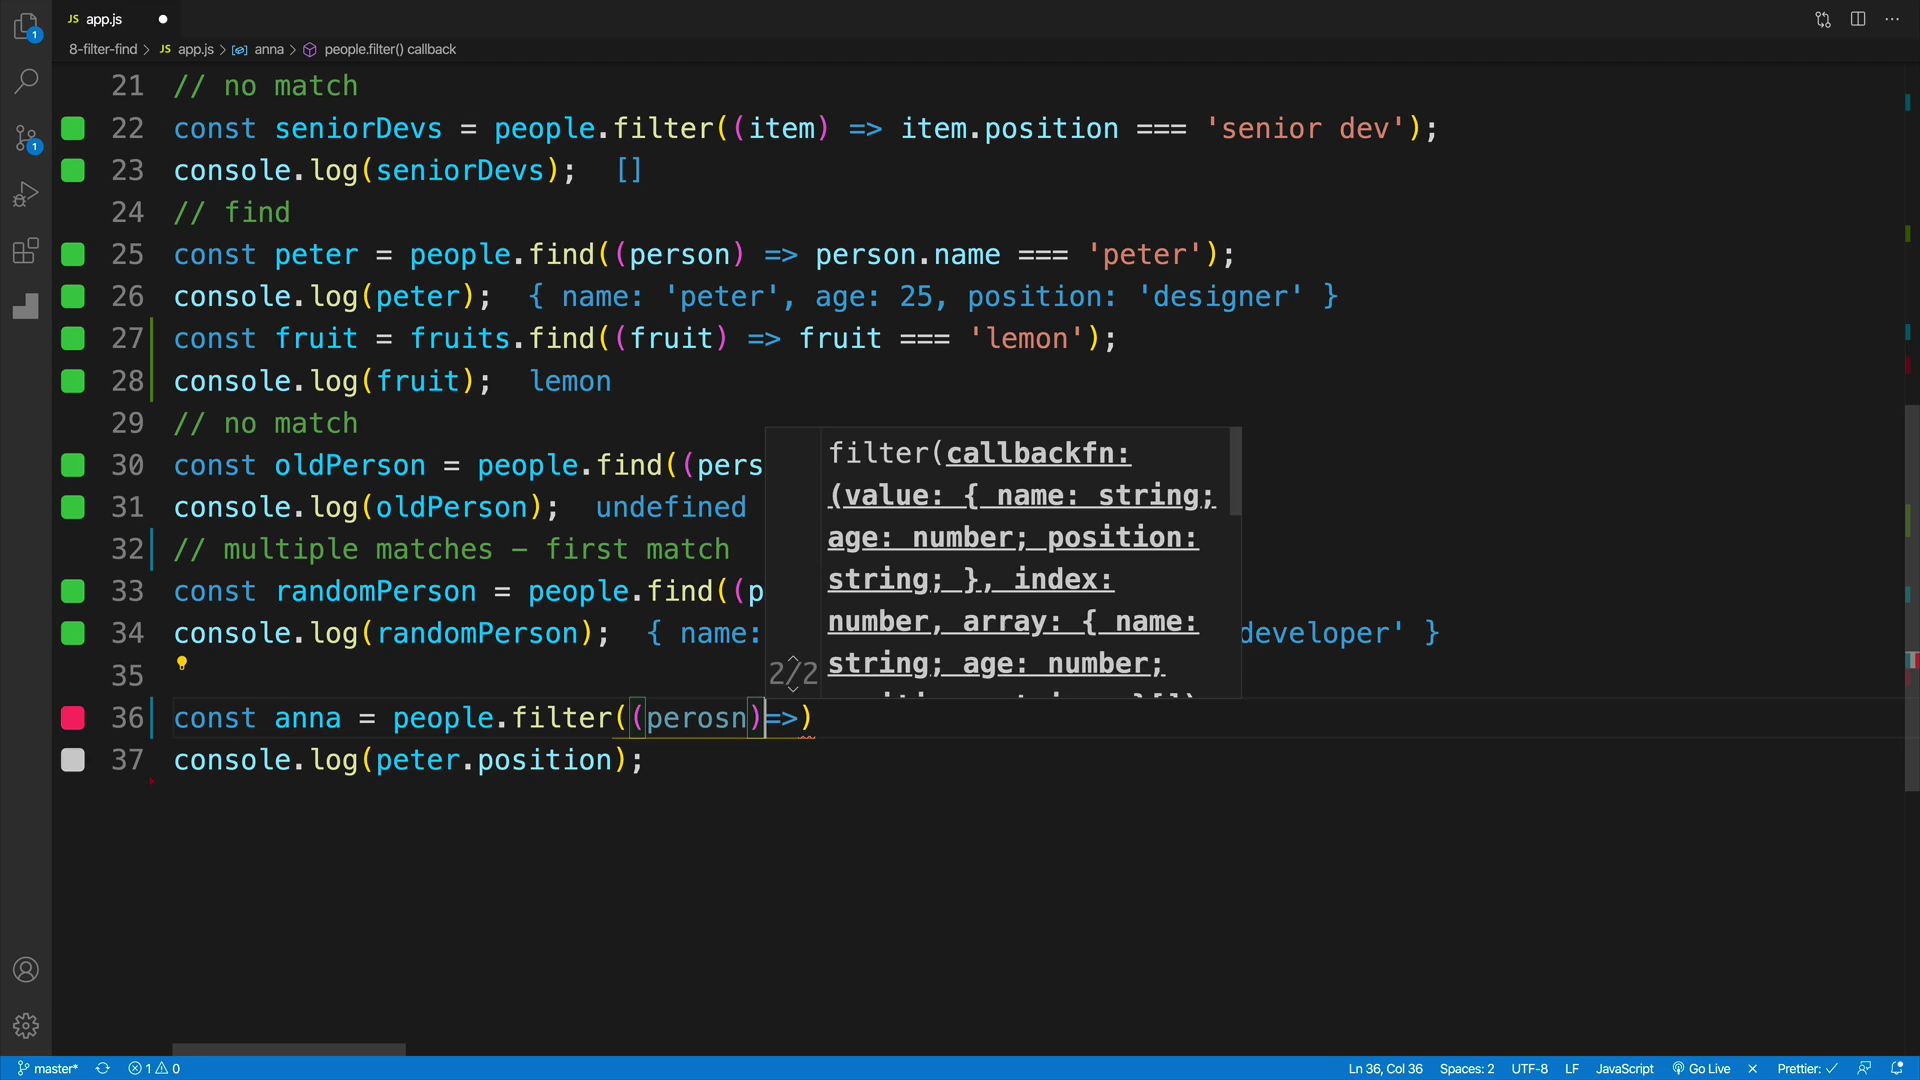 JS app.js
8-filter-find > JS app.js > anna > people.filter() callback
1
1
21 // no match
22 const seniorDevs = people.filter((item) => item.position === 'senior dev');
23 console.log(seniorDevs); []
24 // find
25 const peter = people.find((person) => person.name === 'peter');
26 console.log(peter); { name: 'peter', age: 25, position: 'designer' }
27 const fruit = fruits.find((fruit) => fruit === 'lemon');
28 console.log(fruit); lemon
29 // no match
30 const oldPerson = people.find((pers
31 console.log(oldPerson); undefined
32 // multiple matches – first match
33 const randomPerson = people.find((p
34 console.log(randomPerson); { name: developer' }
35
36 const anna = people.filter((perosn)=>)
37 console.log(peter.position);
filter(callbackfn:
(value: { name: string;
age: number; position:
string; }, index:
number, array: { name:
string; age: number;
2/2
master* 1 0 Ln 36, Col 36 Spaces: 2 UTF-8 LF JavaScript Go Live Prettier: ✓